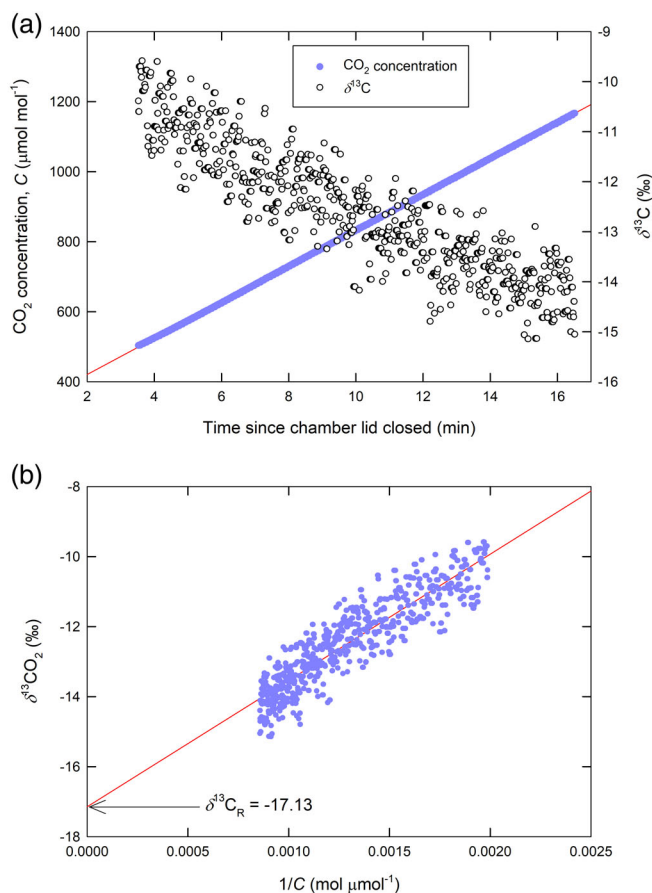 (a)
1400
1200
1000
800
600
400
CO₂ concentration, C (μmol mol⁻¹)
CO₂ concentration
δ¹³C
-9
-10
-11
-12
-13
-14
-15
-16
δ¹³C (‰)
2 4 6 8 10 12 14 16
Time since chamber lid closed (min)
(b)
-8
-10
-12
-14
-16
-18
δ¹³CO₂ (‰)
δ¹³C_R = -17.13
0.0000 0.0005 0.0010 0.0015 0.0020 0.0025
1/C (mol μmol⁻¹)